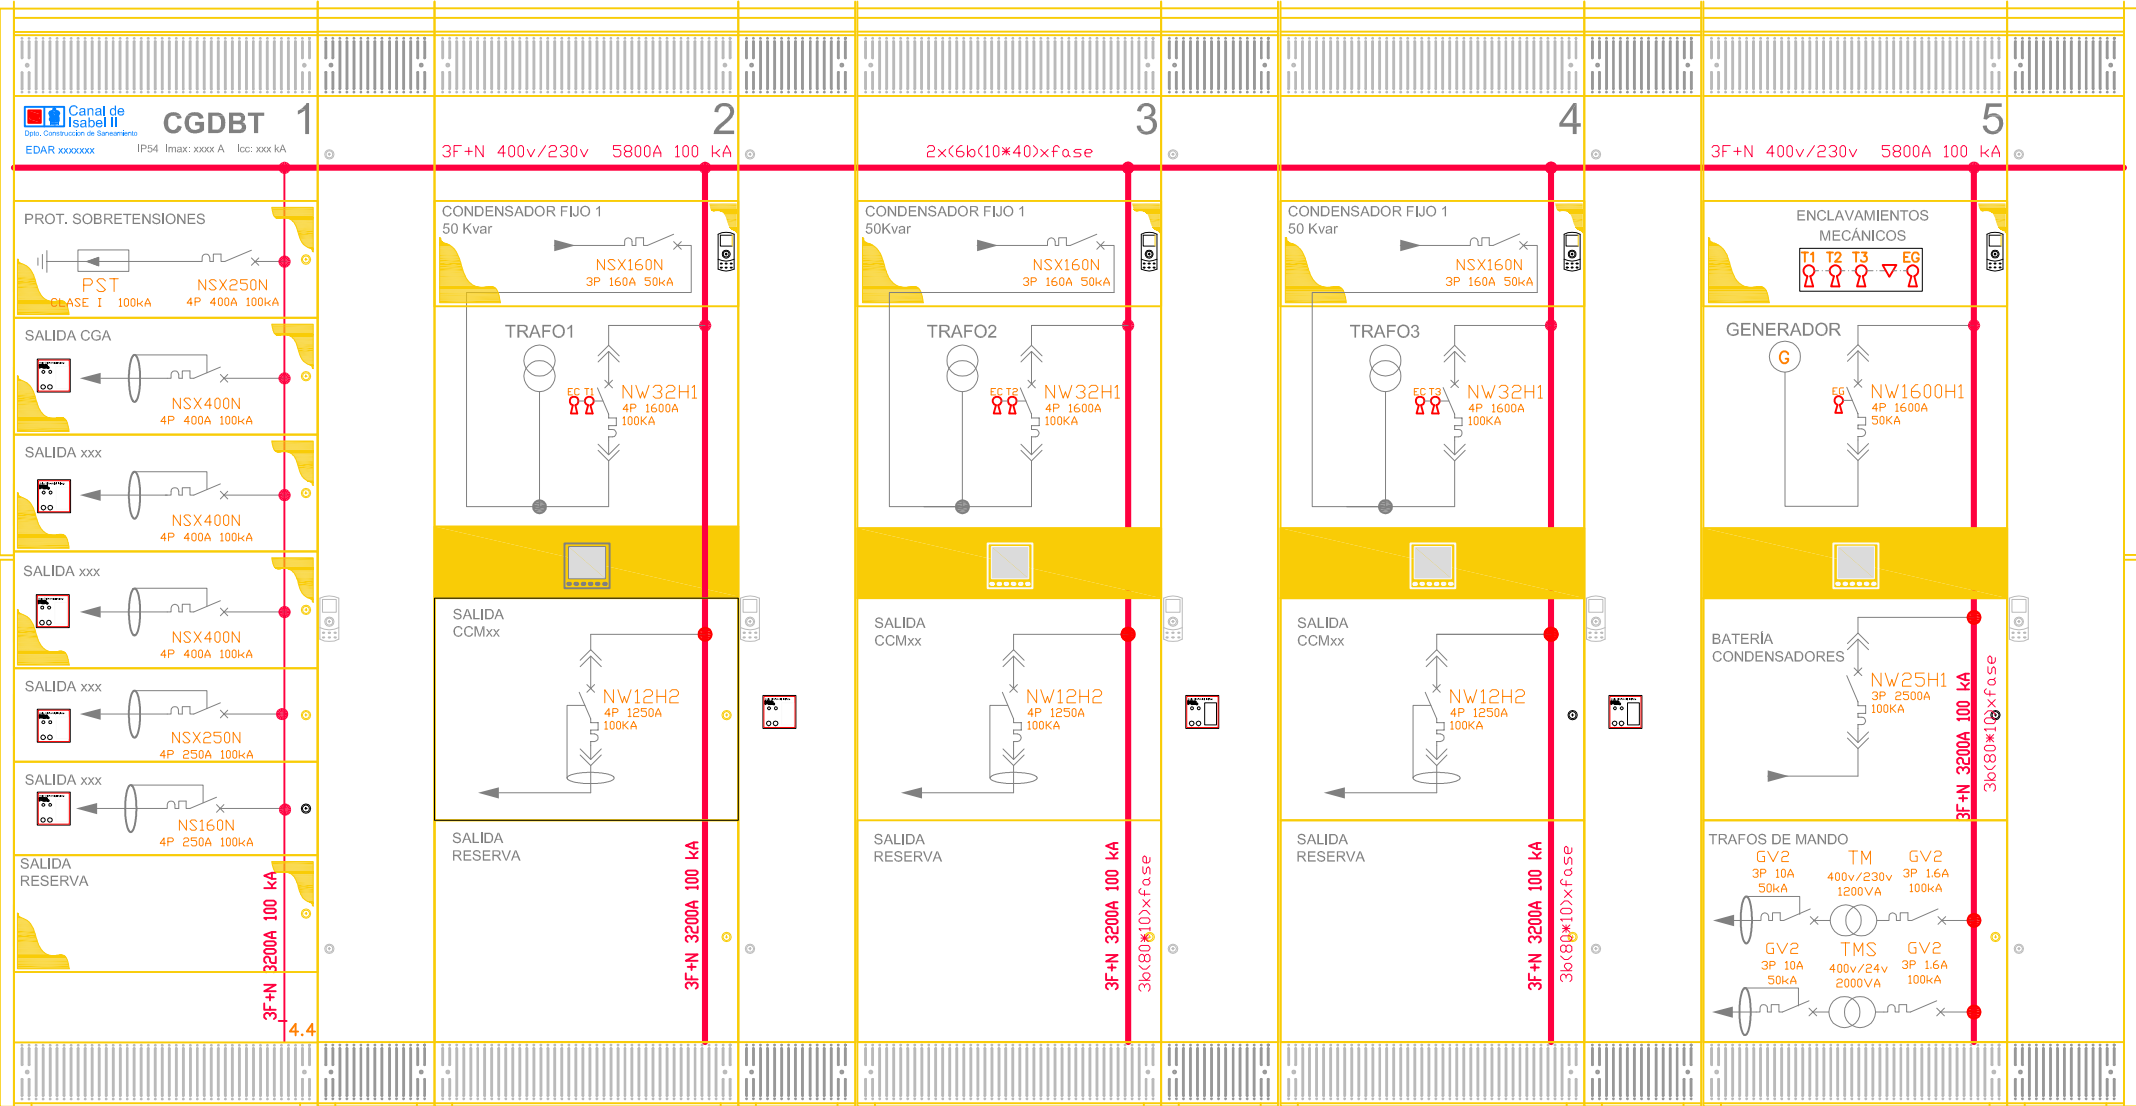 Canal de
Isabel II
Dpto. Construcción de Saneamiento
EDAR xxxxxxx
CGDBT
1
IP54 Imax: xxxx A Icc: xxx kA
PROT. SOBRETENSIONES
PST
CLASE I 100kA
NSX250N
4P 400A 100kA
SALIDA CGA
NSX400N
4P 400A 100kA
SALIDA xxx
NSX400N
4P 400A 100kA
SALIDA xxx
NSX400N
4P 400A 100kA
SALIDA xxx
NSX250N
4P 250A 100kA
SALIDA xxx
NS160N
4P 250A 100kA
SALIDA
RESERVA
3F+N 3200A 100 kA
4.4
2
3F+N 400v/230v 5800A 100 kA
CONDENSADOR FIJO 1
50 Kvar
NSX160N
3P 160A 50kA
TRAFO1
EC T1
NW32H1
4P 1600A
100KA
SALIDA
CCMxx
NW12H2
4P 1250A
100KA
SALIDA
RESERVA
3F+N 3200A 100 kA
3
2x(6b(10*40)xfase
CONDENSADOR FIJO 1
50Kvar
NSX160N
3P 160A 50kA
TRAFO2
EC T2
NW32H1
4P 1600A
100KA
SALIDA
CCMxx
NW12H2
4P 1250A
100KA
SALIDA
RESERVA
3F+N 3200A 100 kA
3b(80*10)xfase
4
CONDENSADOR FIJO 1
50 Kvar
NSX160N
3P 160A 50kA
TRAFO3
EC T3
NW32H1
4P 1600A
100KA
SALIDA
CCMxx
NW12H2
4P 1250A
100KA
SALIDA
RESERVA
3F+N 3200A 100 kA
3b(80*10)xfase
5
3F+N 400v/230v 5800A 100 kA
ENCLAVAMIENTOS
MECÁNICOS
T1 T2 T3 EG
GENERADOR
G
EG
NW1600H1
4P 1600A
50KA
BATERÍA
CONDENSADORES
NW25H1
3P 2500A
100KA
3F+N 3200A 100 kA
3b(80*10)xfase
TRAFOS DE MANDO
GV2 TM GV2
3P 10A 400v/230v 3P 1.6A
50kA 1200VA 100kA
GV2 TMS GV2
3P 10A 400v/24v 3P 1.6A
50kA 2000VA 100kA